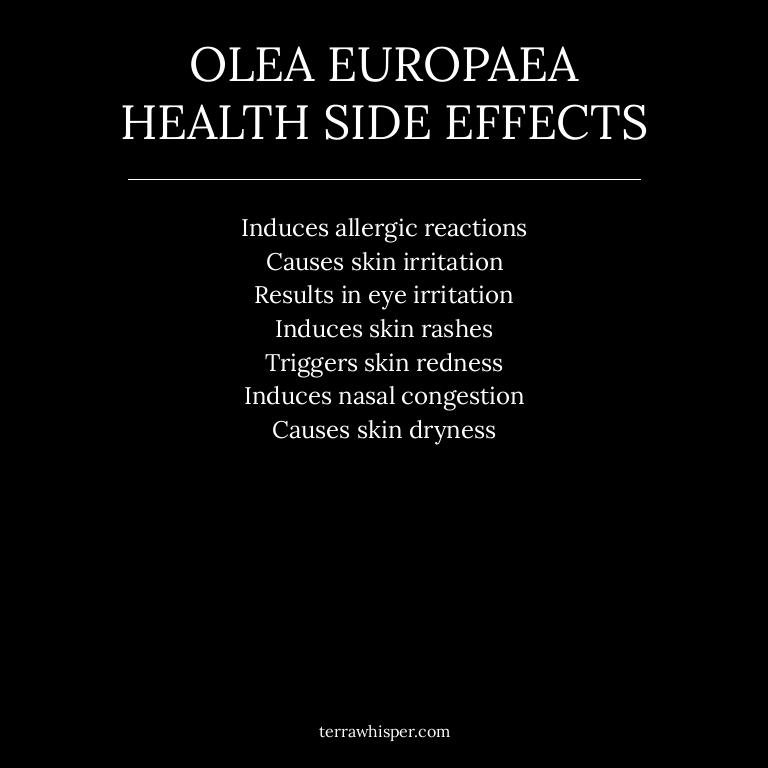 OLEA EUROPAEA
HEALTH SIDE EFFECTS
Induces allergic reactions
Causes skin irritation
Results in eye irritation
Induces skin rashes
Triggers skin redness
Induces nasal congestion
Causes skin dryness
terrawhisper.com